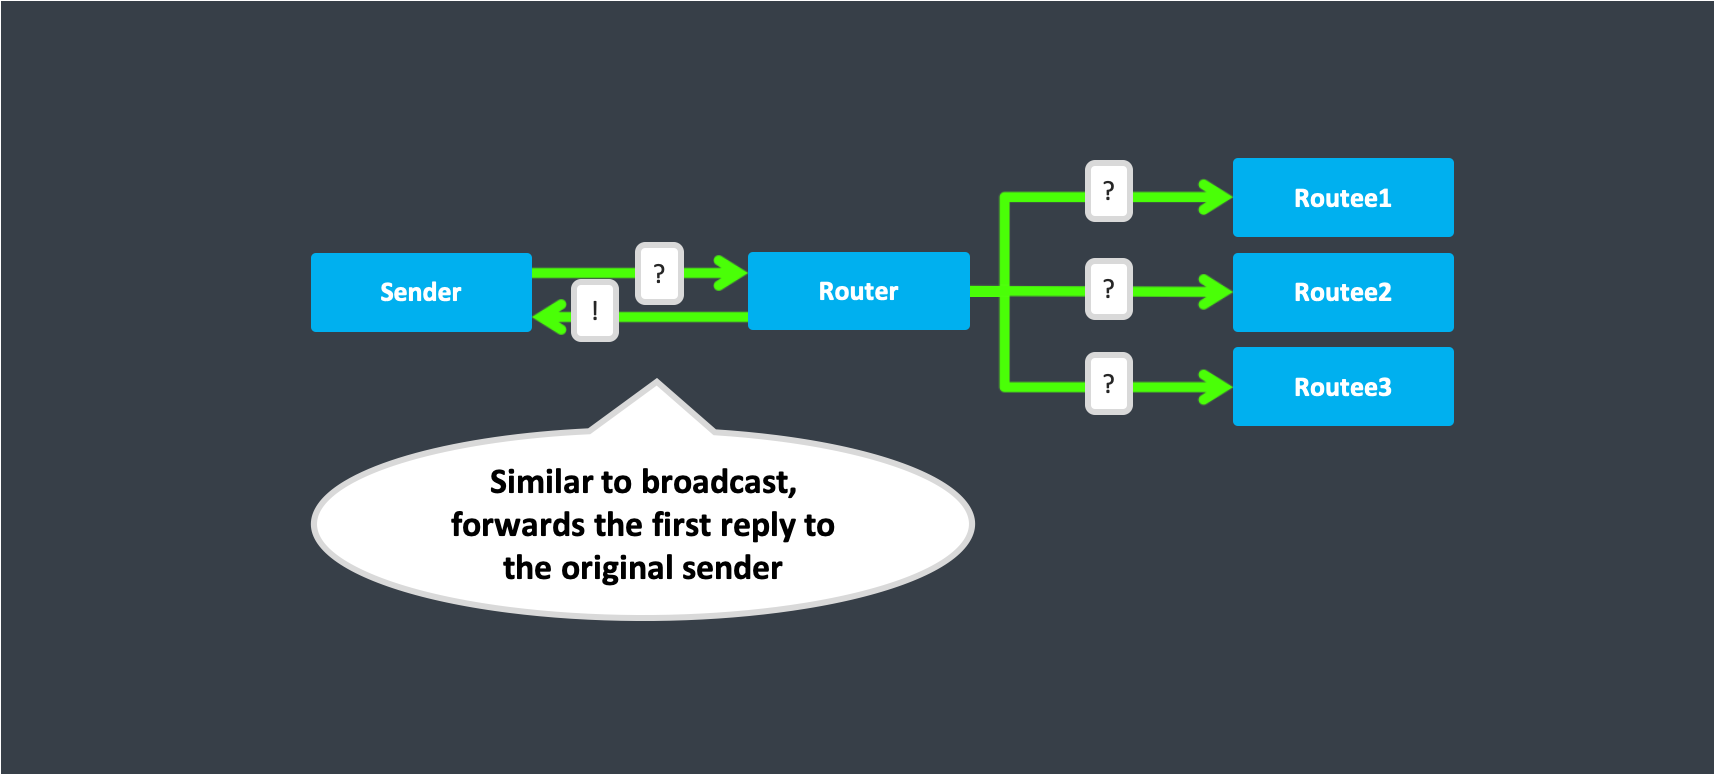 Sender
?
!
Router
?
?
?
Routee1
Routee2
Routee3
Similar to broadcast,
forwards the first reply to
the original sender